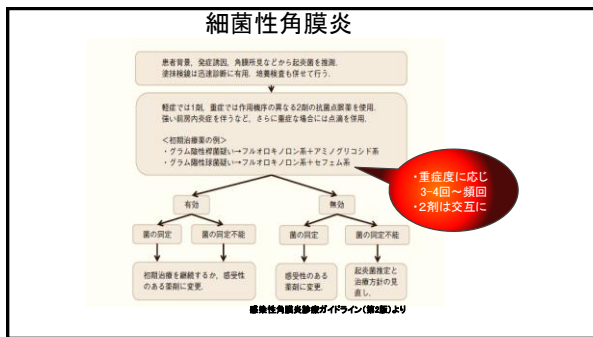 細菌性角膜炎
患者背景，発症誘因，角膜所見などから起炎菌を推測．
塗抹検鏡は迅速診断に有用．培養検査も併せて行う．
軽症では1剤，重症では作用機序の異なる2剤の抗菌点眼薬を使用．
強い前房内炎症を伴うなど，さらに重症な場合には点滴を併用．
＜初期治療薬の例＞
・グラム陰性桿菌疑い→フルオロキノロン系＋アミノグリコシド系
・グラム陽性球菌疑い→フルオロキノロン系＋セフェム系
・重症度に応じ
3-4回～頻回
・2剤は交互に
有効
無効
菌の同定
菌の同定不能
菌の同定
菌の同定不能
初期治療を継続するか，感受性
のある薬剤に変更．
感受性のある
薬剤に変更．
起炎菌推定と
治療方針の見
直し．
感染性角膜炎診療ガイドライン（第2版）より